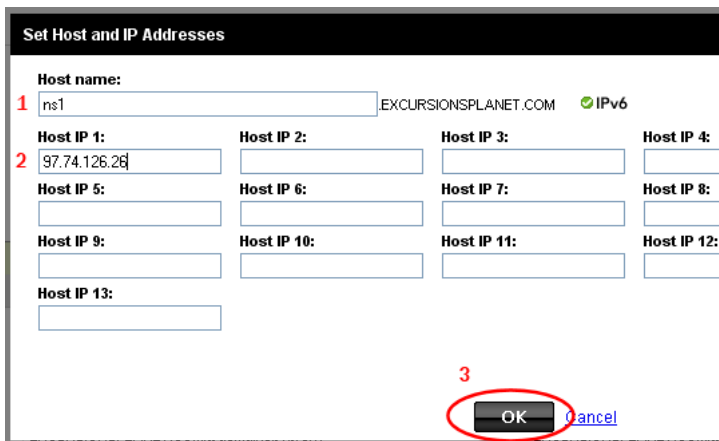 Set Host and IP Addresses
Host name:
1 ns1 .EXCURSIONSPLANET.COM IPv6
Host IP 1: Host IP 2: Host IP 3: Host IP 4:
2 97.74.126.26
Host IP 5: Host IP 6: Host IP 7: Host IP 8:
Host IP 9: Host IP 10: Host IP 11: Host IP 12:
Host IP 13:
3
OK Cancel